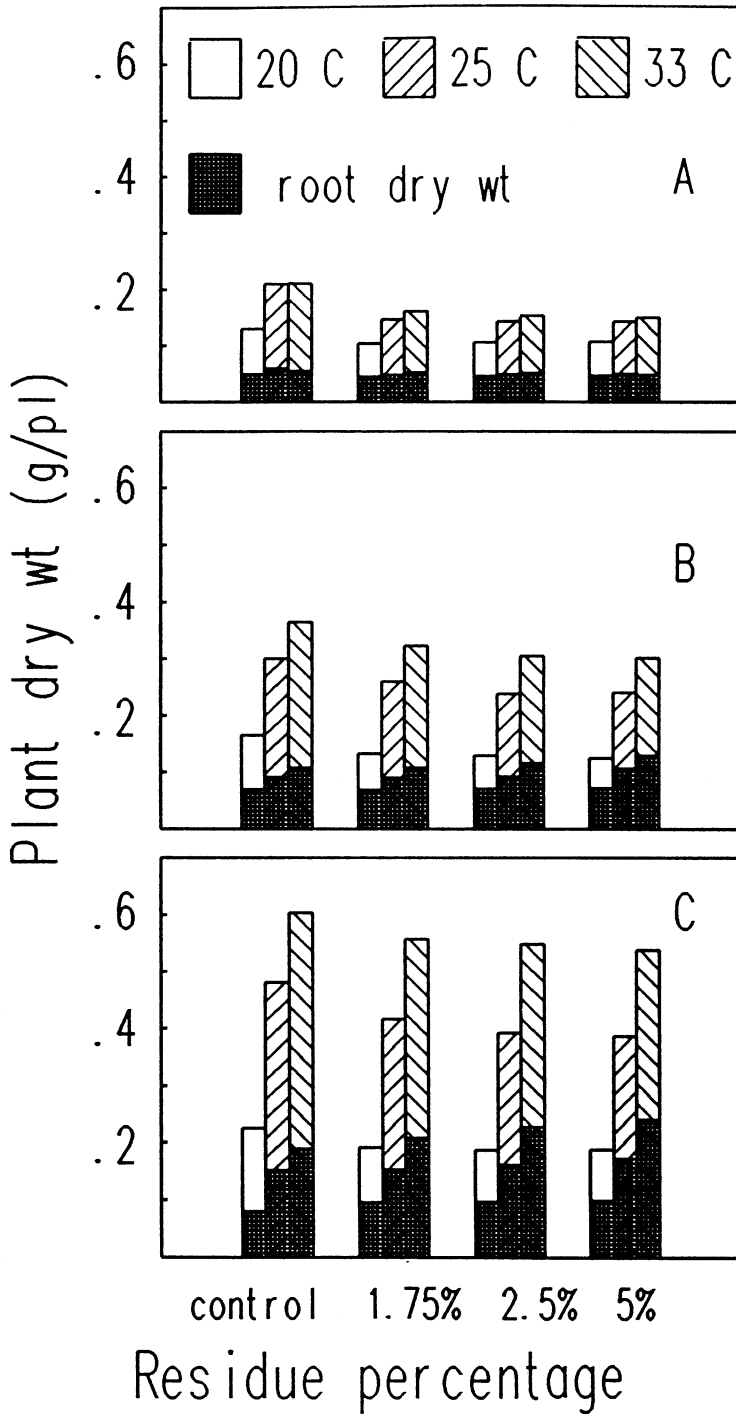 20 C 25 C 33 C
root dry wt
A
.6
.4
.2
B
.6
.4
.2
C
.6
.4
.2
Plant dry wt (g/pl)
control 1.75% 2.5% 5%
Residue percentage